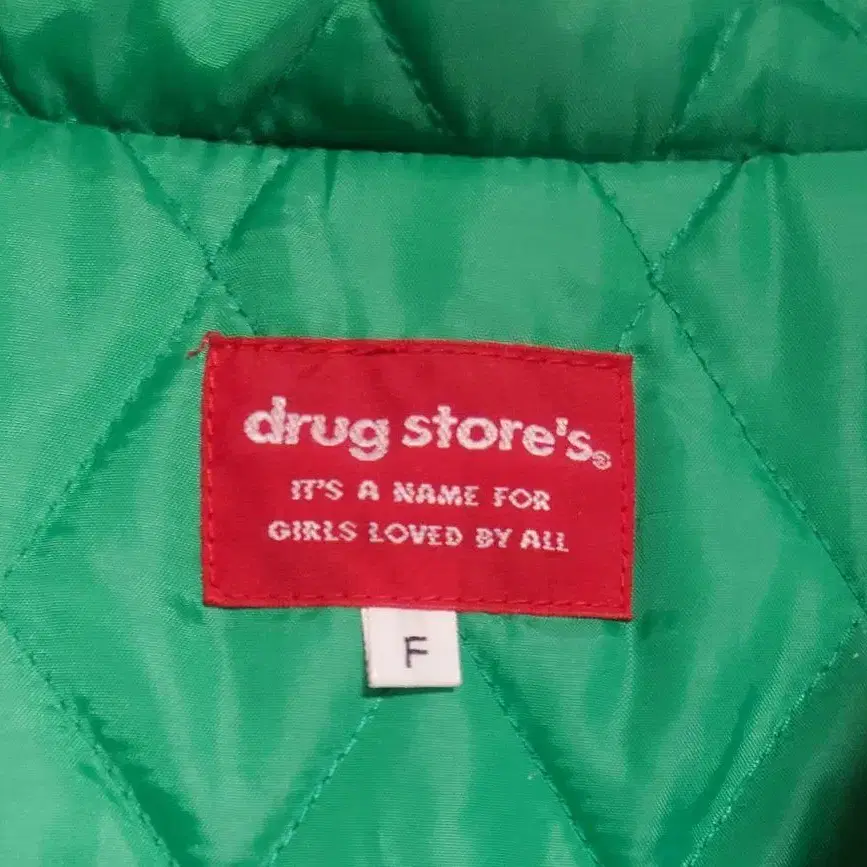 drug store's®
IT'S A NAME FOR
GIRLS LOVED BY ALL
F